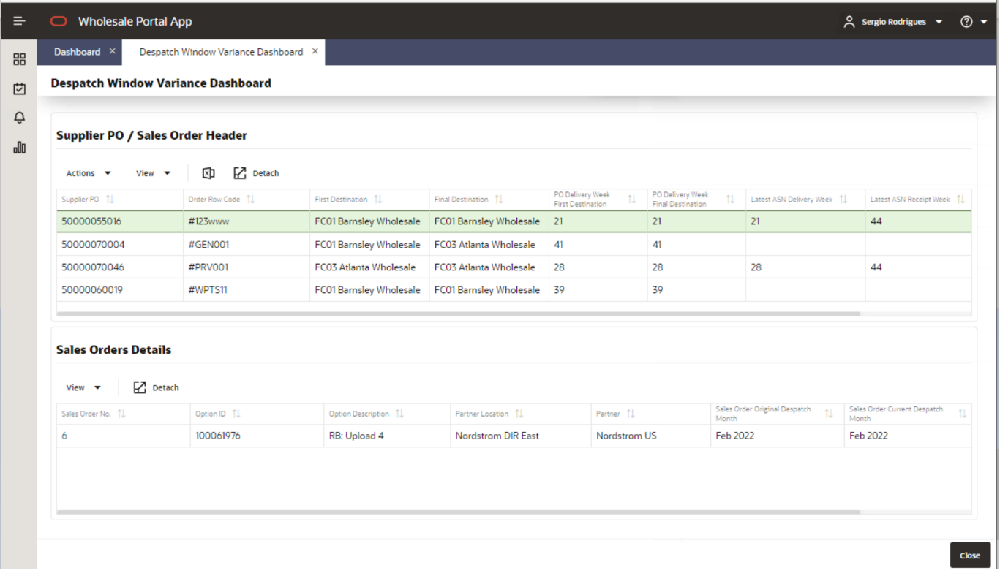 Wholesale Portal App
Sergio Rodrigues
Dashboard
Despatch Window Variance Dashboard
Despatch Window Variance Dashboard
Supplier PO / Sales Order Header
Actions View Detach
Supplier PO Order Row Code First Destination Final Destination PO Delivery Week First Destination PO Delivery Week Final Destination Latest ASN Delivery Week Latest ASN Receipt Week
50000055016 #123www FC01 Barnsley Wholesale FC01 Barnsley Wholesale 21 21 21 44
50000070004 #GEN001 FC01 Barnsley Wholesale FC03 Atlanta Wholesale 41 41
50000070046 #PRV001 FC03 Atlanta Wholesale FC03 Atlanta Wholesale 28 28 28 44
50000060019 #WPTS11 FC01 Barnsley Wholesale FC01 Barnsley Wholesale 39 39
Sales Orders Details
View Detach
Sales Order No. Option ID Option Description Partner Location Partner Sales Order Original Despatch Month Sales Order Current Despatch Month
6 100061976 RB: Upload 4 Nordstrom DIR East Nordstrom US Feb 2022 Feb 2022
Close